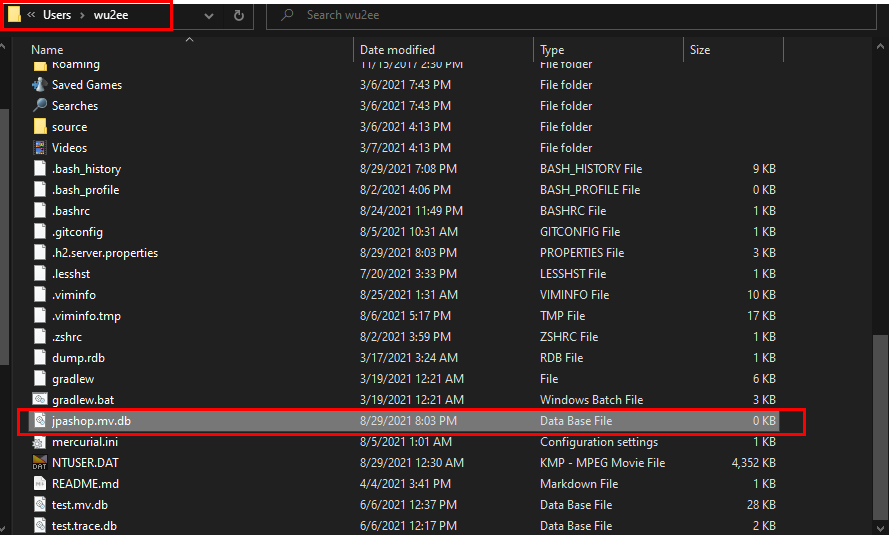 « Users › wu2ee Search wu2ee
Name Date modified Type Size
Roaming 11/15/2017 2:30 PM File folder
Saved Games 3/6/2021 7:43 PM File folder
Searches 3/6/2021 7:43 PM File folder
source 3/6/2021 4:13 PM File folder
Videos 3/7/2021 4:13 PM File folder
.bash_history 8/29/2021 7:08 PM BASH_HISTORY File 9 KB
.bash_profile 8/2/2021 4:06 PM BASH_PROFILE File 0 KB
.bashrc 8/24/2021 11:49 PM BASHRC File 1 KB
.gitconfig 8/5/2021 10:31 AM GITCONFIG File 1 KB
.h2.server.properties 8/29/2021 8:03 PM PROPERTIES File 3 KB
.lesshst 7/20/2021 3:33 PM LESSHST File 1 KB
.viminfo 8/25/2021 1:31 AM VIMINFO File 10 KB
.viminfo.tmp 8/6/2021 5:17 PM TMP File 17 KB
.zshrc 8/2/2021 3:59 PM ZSHRC File 1 KB
dump.rdb 3/17/2021 3:24 AM RDB File 1 KB
gradlew 3/19/2021 12:21 AM File 6 KB
gradlew.bat 3/19/2021 12:21 AM Windows Batch File 3 KB
jpashop.mv.db 8/29/2021 8:03 PM Data Base File 0 KB
mercurial.ini 8/5/2021 1:01 AM Configuration settings 1 KB
DAT NTUSER.DAT 8/29/2021 12:30 AM KMP - MPEG Movie File 4,352 KB
README.md 4/4/2021 3:41 PM Markdown File 1 KB
test.mv.db 6/6/2021 12:37 PM Data Base File 28 KB
test.trace.db 6/6/2021 12:17 PM Data Base File 2 KB